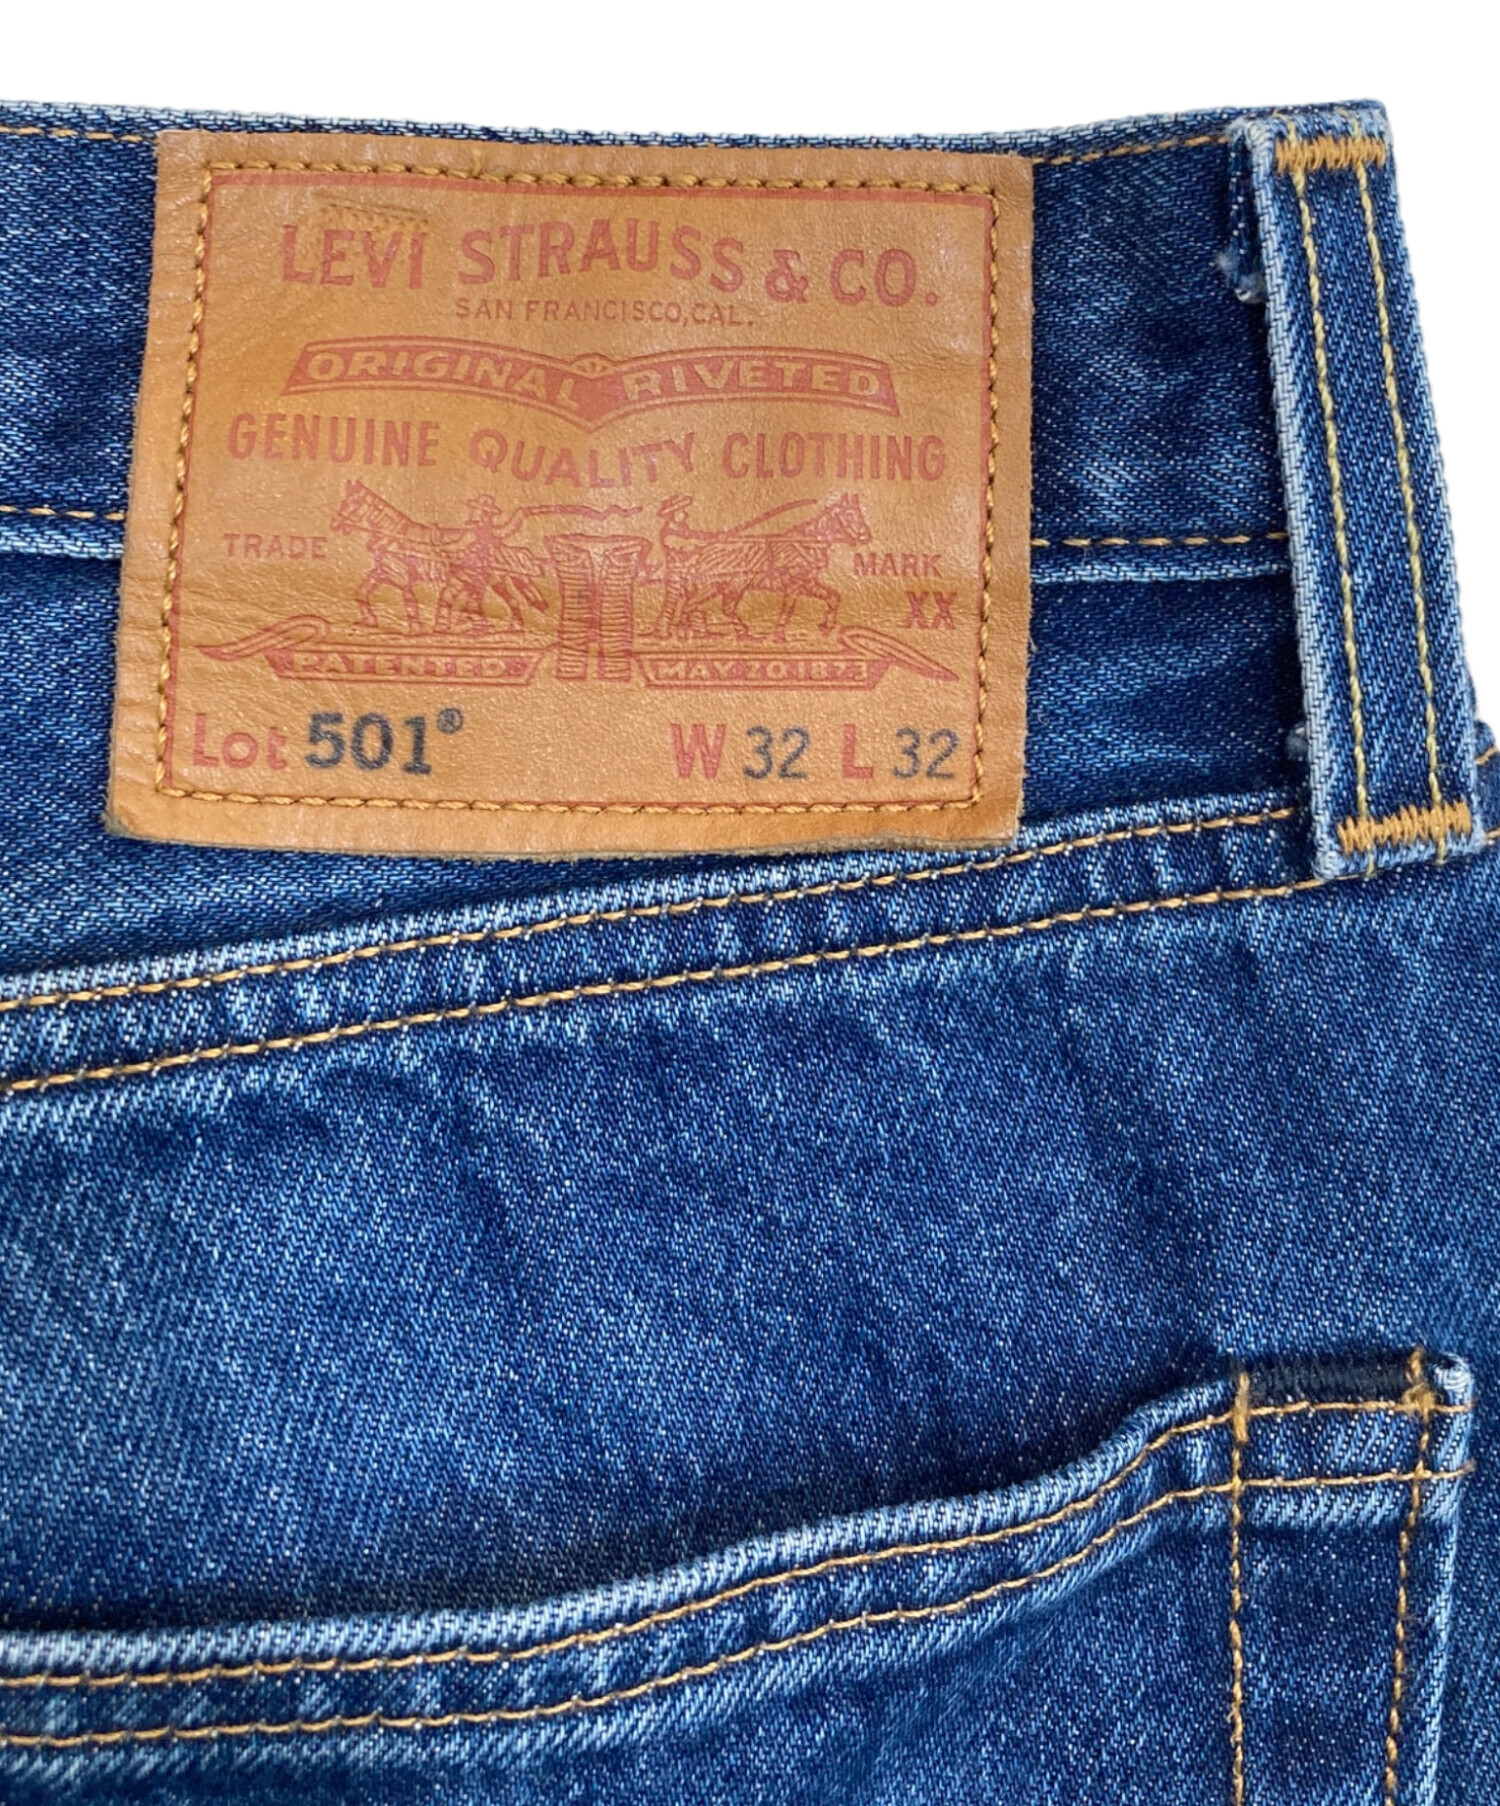 LEVI STRAUSS & CO.
SAN FRANCISCO, CAL.
ORIGINAL RIVETED
GENUINE QUALITY CLOTHING
TRADE MARK
XX
PATENTED MAY 20 1873
Lot 501® W 32 L 32